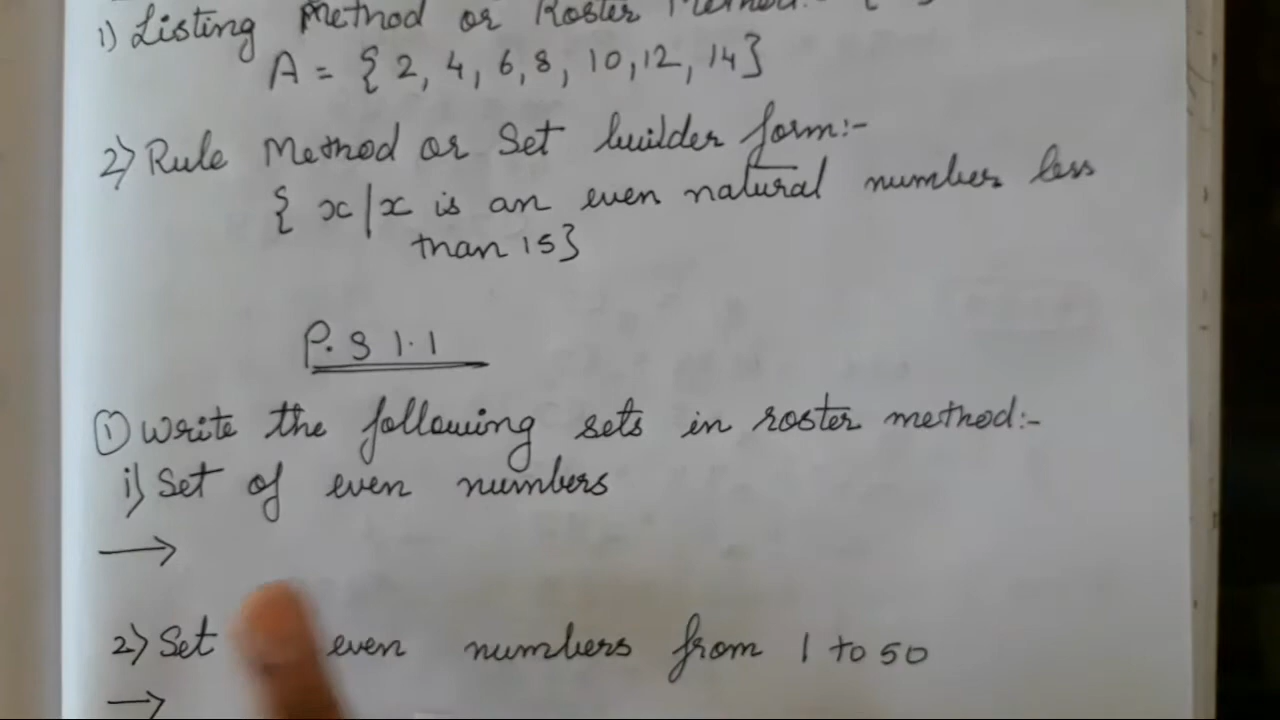 1) Listing Method or Roster Method:- {
A = { 2, 4, 6, 8, 10, 12, 14 }
2) Rule Method or Set builder form:-
{ x | x is an even natural number less
than 15 }
P. S 1.1
① Write the following sets in roster method:-
i) Set of even numbers
→
2) Set even numbers from 1 to 50
→